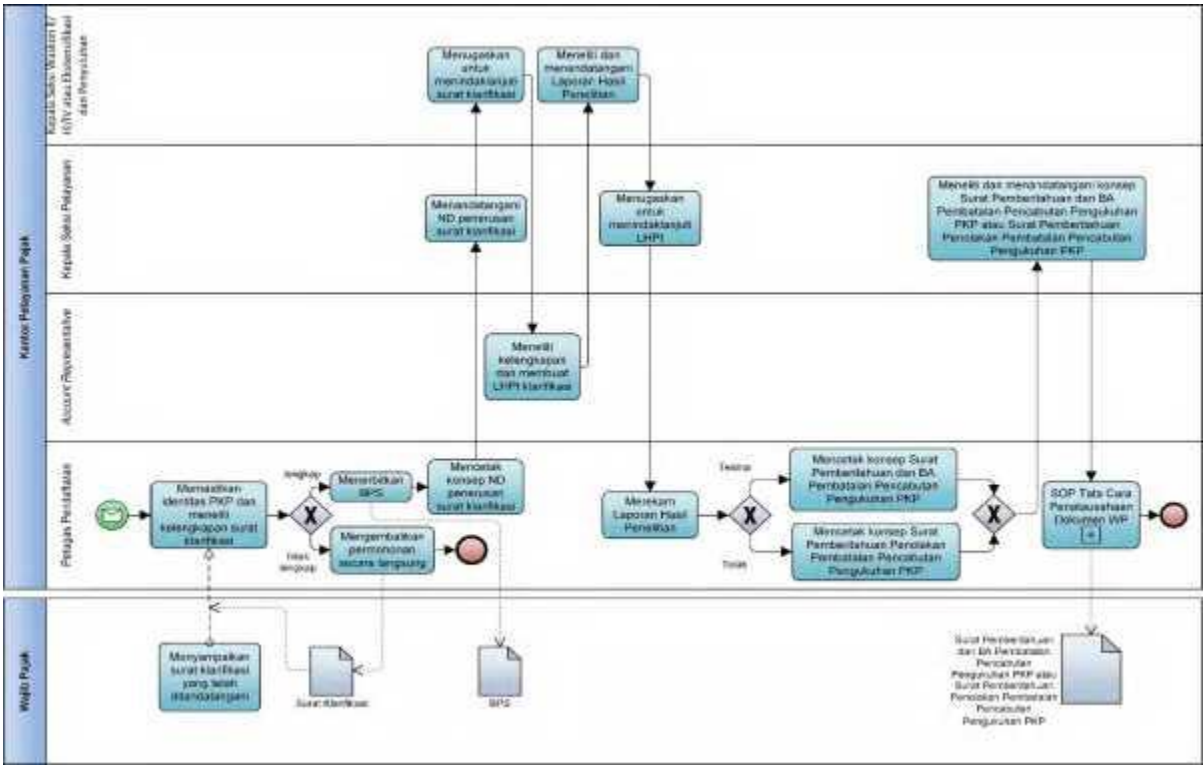 Kantor Pelayanan Pajak
Kepala Seksi Waskon II/
III/IV atau Ekstensifikasi
dan Penyuluhan
Menugaskan
untuk
menindaklanjuti
surat klarifikasi
Meneliti dan
menandatangani
Laporan Hasil
Penelitian
Kepala Seksi Pelayanan
Menandatangani
ND penerusan
surat klarifikasi
Menugaskan
untuk
menindaklanjuti
LHPt
Meneliti dan menandatangani konsep
Surat Pemberitahuan dan BA
Pembatalan Pencabutan Pengukuhan
PKP atau Surat Pemberitahuan
Penolakan Pembatalan Pencabutan
Pengukuhan PKP
Account Representative
Meneliti
kelengkapan
dan membuat
LHPt klarifikasi
Petugas Pendaftaran
Memastikan
identitas PKP dan
meneliti
kelengkapan surat
klarifikasi
lengkap
tidak
lengkap
Menerbitkan
BPS
Mengembalikan
permohonan
secara langsung
Mencetak
konsep ND
penerusan
surat klarifikasi
Merekam
Laporan Hasil
Penelitian
Terima
Tolak
Mencetak konsep Surat
Pemberitahuan dan BA
Pembatalan Pencabutan
Pengukuhan PKP
Mencetak konsep Surat
Pemberitahuan Penolakan
Pembatalan Pencabutan
Pengukuhan PKP
SOP Tata Cara
Penatausahaan
Dokumen WP
Wajib Pajak
Menyampaikan
surat klarifikasi
yang telah
ditandatangani
Surat Klarifikasi
BPS
Surat Pemberitahuan
dan BA Pembatalan
Pencabutan
Pengukuhan PKP atau
Surat Pemberitahuan
Penolakan Pembatalan
Pencabutan
Pengukuhan PKP